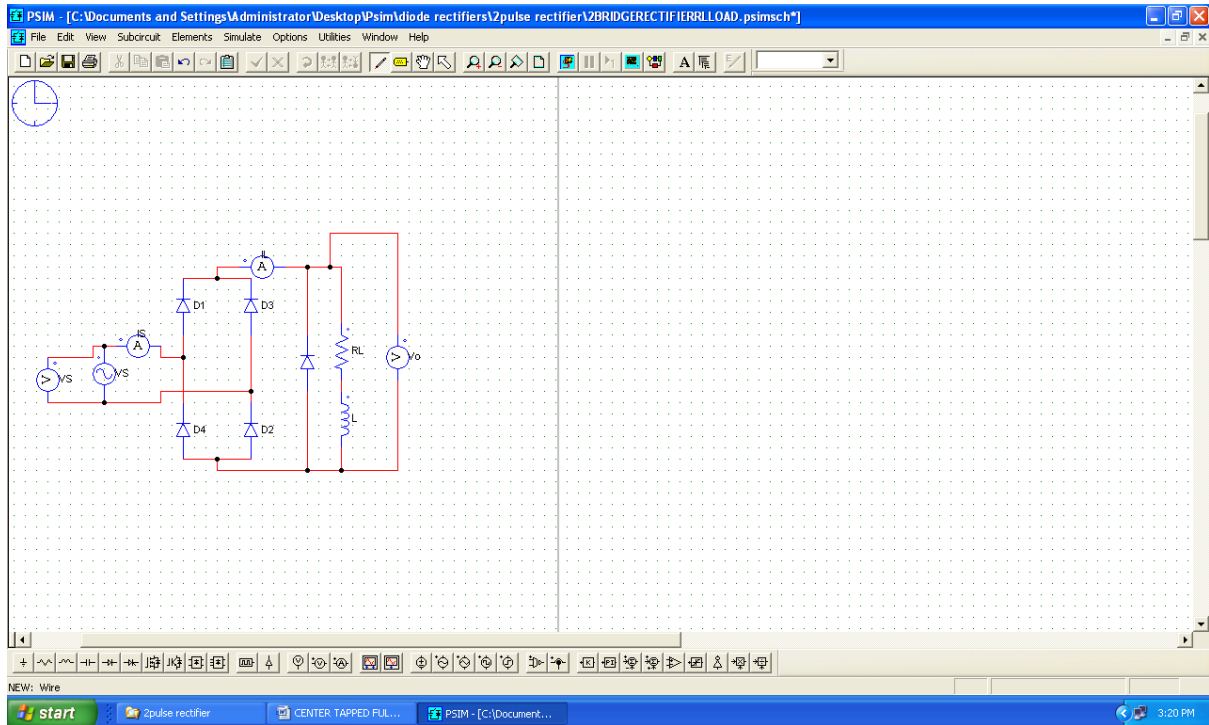 PSIM - [C:\Documents and Settings\Administrator\Desktop\Psim\diode rectifiers\2pulse rectifier\2BRIDGERECTIFIERRLLOAD.psimsch*]
File Edit View Subcircuit Elements Simulate Options Utilities Window Help
IL
A
D1
D3
IS
A
RL
V
Vo
V
VS
VS
L
D4
D2
NEW: Wire
start
2pulse rectifier
CENTER TAPPED FUL...
PSIM - [C:\Document...
3:20 PM